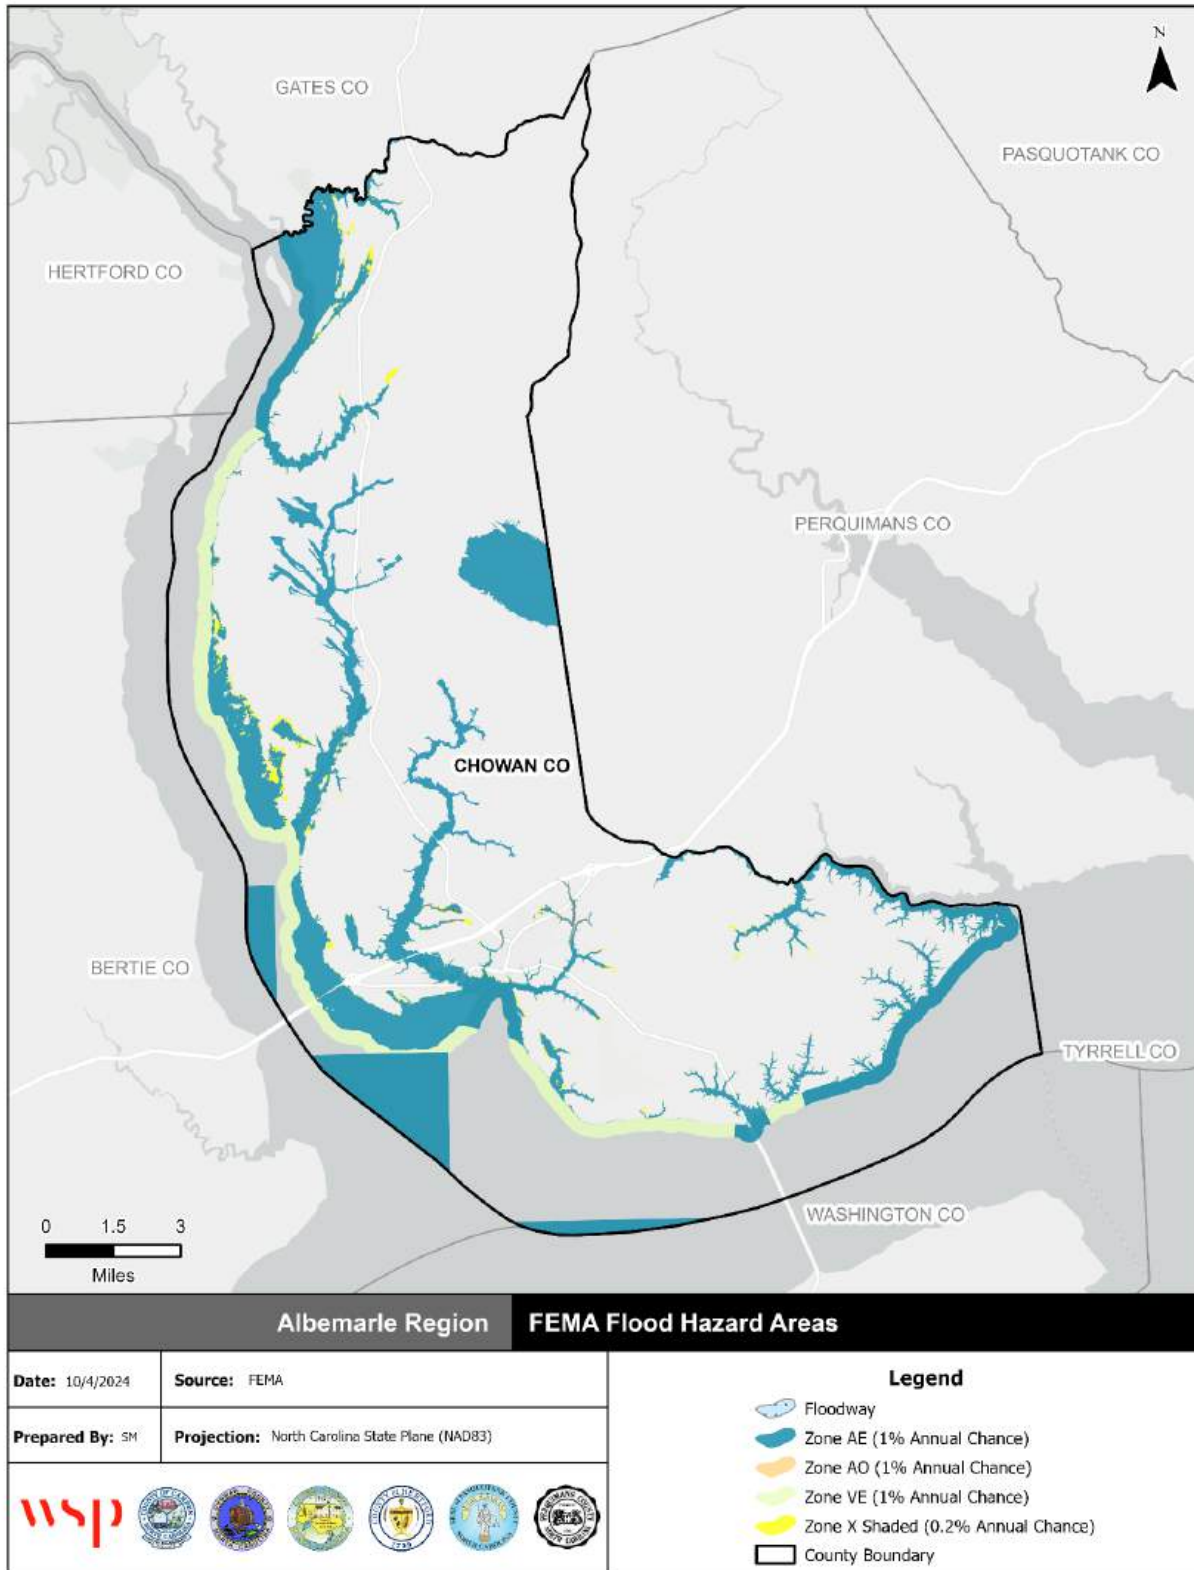 N
GATES CO
PASQUOTANK CO
HERTFORD CO
PERQUIMANS CO
CHOWAN CO
BERTIE CO
TYRRELL CO
WASHINGTON CO
0 1.5 3
Miles
Albemarle Region FEMA Flood Hazard Areas
Date: 10/4/2024 Source: FEMA
Prepared By: SM Projection: North Carolina State Plane (NAD83)
wsp
Legend
Floodway
Zone AE (1% Annual Chance)
Zone AO (1% Annual Chance)
Zone VE (1% Annual Chance)
Zone X Shaded (0.2% Annual Chance)
County Boundary